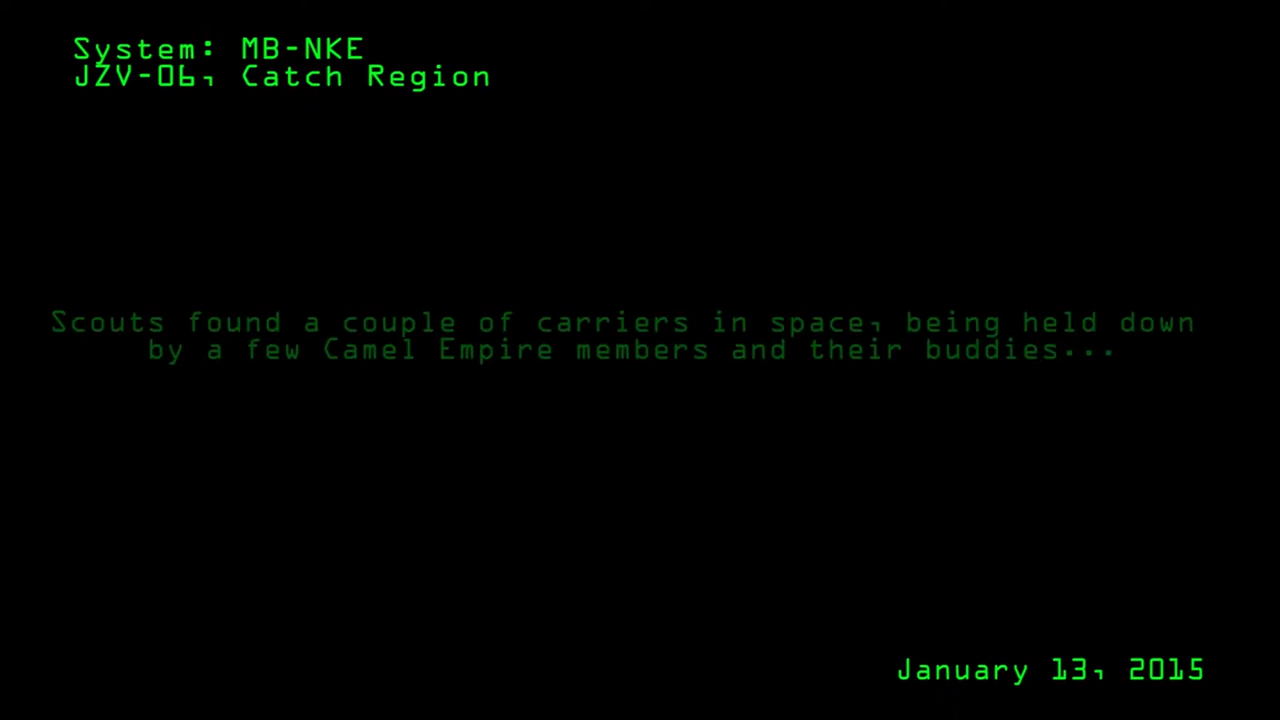 System: MB-NKE
JZV-O6, Catch Region
Scouts found a couple of carriers in space, being held down
by a few Camel Empire members and their buddies...
January 13, 2015